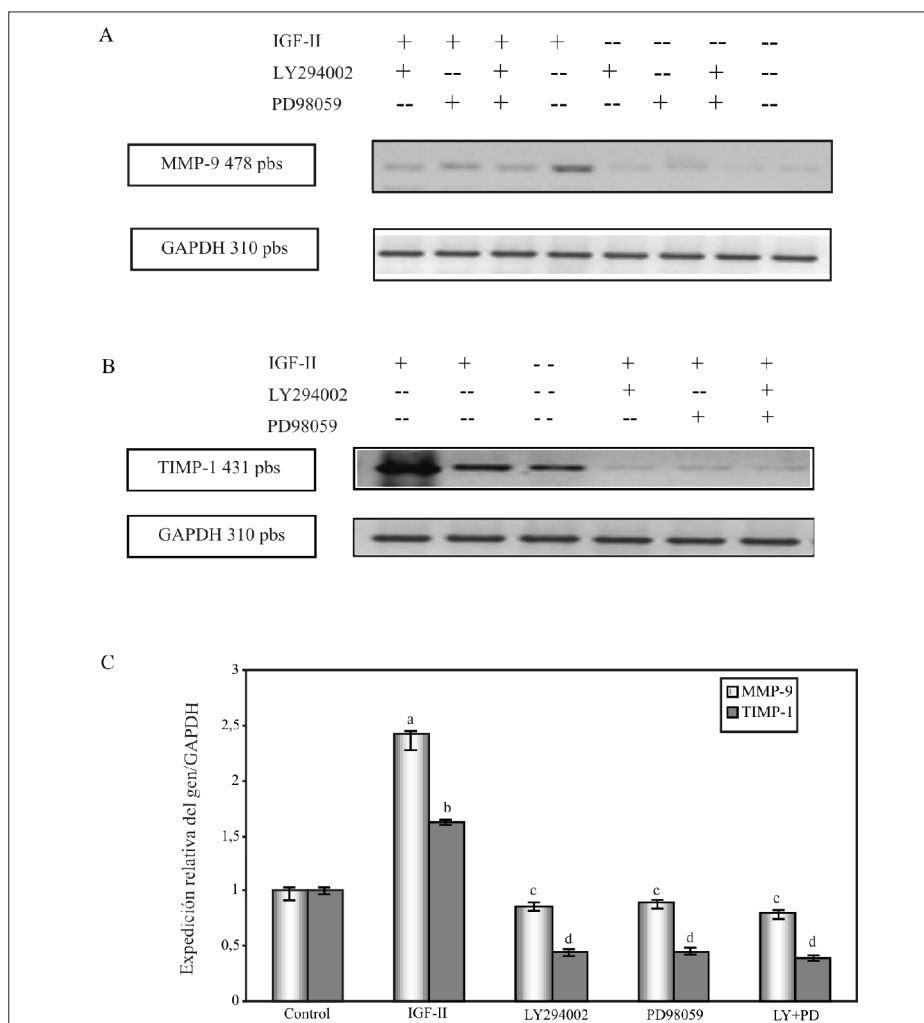 A
IGF-II + + + + -- -- -- --
LY294002 + -- + -- + -- + --
PD98059 -- + + -- -- + + --
MMP-9 478 pbs
GAPDH 310 pbs
B
IGF-II + + -- + + +
LY294002 -- -- -- + -- +
PD98059 -- -- -- -- + +
TIMP-1 431 pbs
GAPDH 310 pbs
C
Expedición relativa del gen/GAPDH
3
2,5
2
1,5
1
0,5
0
MMP-9
TIMP-1
a
b
c
d
c
d
c
d
Control IGF-II LY294002 PD98059 LY+PD